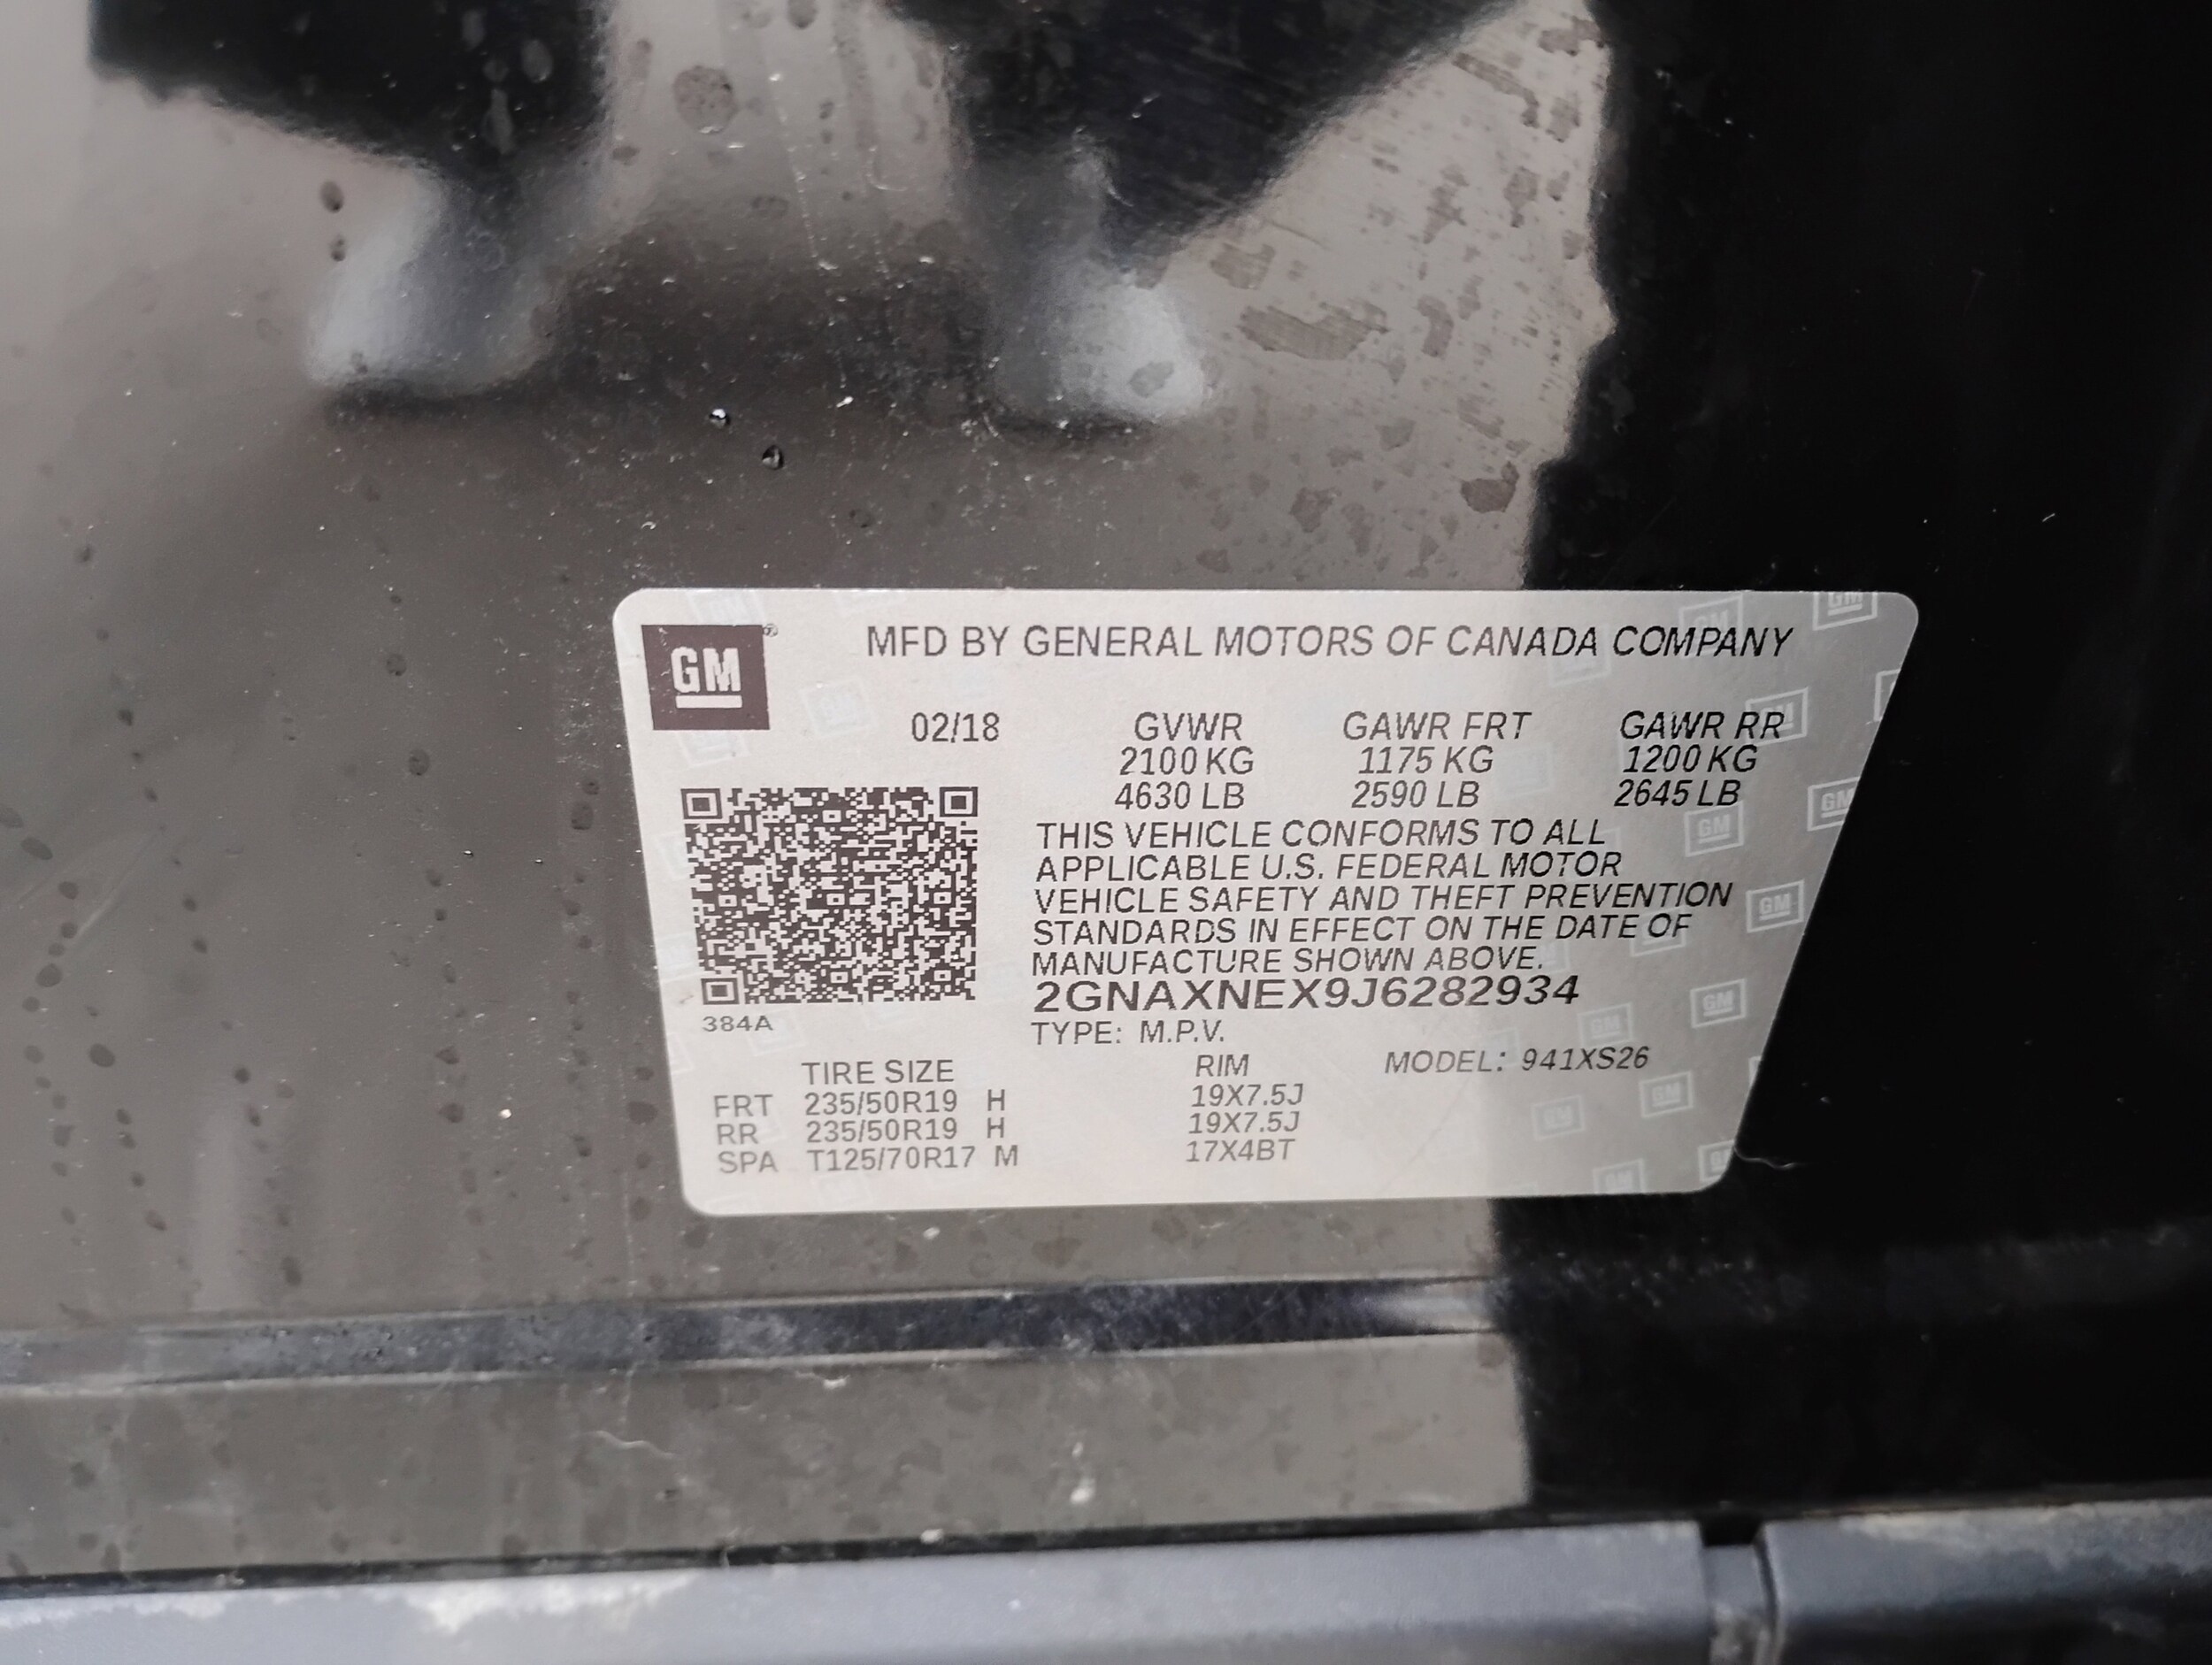 GM ®
MFD BY GENERAL MOTORS OF CANADA COMPANY
02/18 GVWR GAWR FRT GAWR RR
2100 KG 1175 KG 1200 KG
4630 LB 2590 LB 2645 LB
THIS VEHICLE CONFORMS TO ALL
APPLICABLE U.S. FEDERAL MOTOR
VEHICLE SAFETY AND THEFT PREVENTION
STANDARDS IN EFFECT ON THE DATE OF
MANUFACTURE SHOWN ABOVE.
2GNAXNEX9J6282934
384A
TYPE: M.P.V.
TIRE SIZE RIM MODEL: 941XS26
FRT 235/50R19 H 19X7.5J
RR 235/50R19 H 19X7.5J
SPA T125/70R17 M 17X4BT